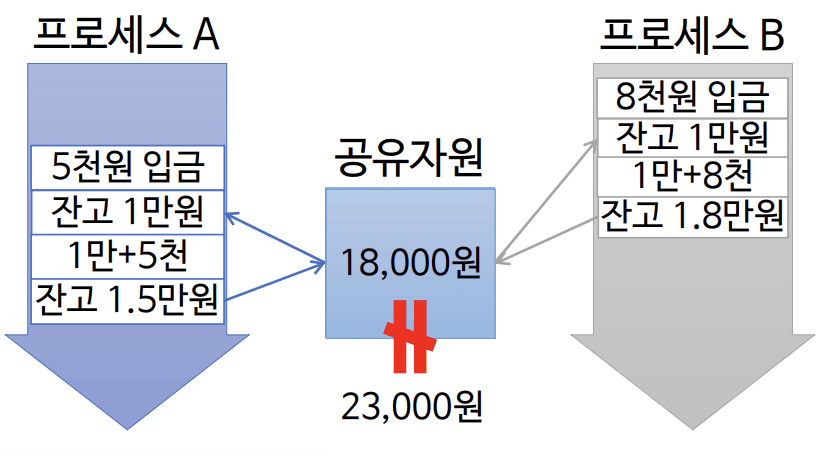 프로세스 A
5천원 입금
잔고 1만원
1만+5천
잔고 1.5만원
공유자원
18,000원
23,000원
프로세스 B
8천원 입금
잔고 1만원
1만+8천
잔고 1.8만원